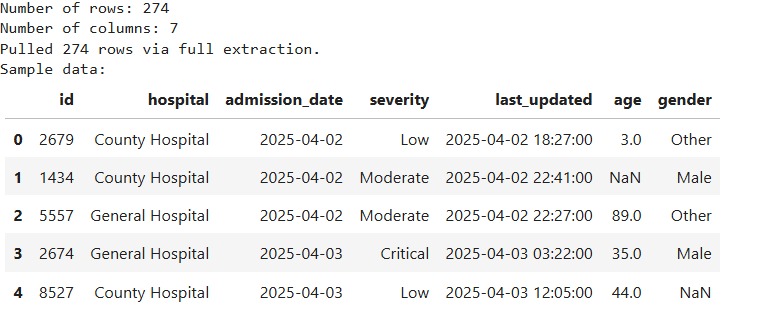 Number of rows: 274
Number of columns: 7
Pulled 274 rows via full extraction.
Sample data:
id hospital admission_date severity last_updated age gender
0 2679 County Hospital 2025-04-02 Low 2025-04-02 18:27:00 3.0 Other
1 1434 County Hospital 2025-04-02 Moderate 2025-04-02 22:41:00 NaN Male
2 5557 General Hospital 2025-04-02 Moderate 2025-04-02 22:27:00 89.0 Other
3 2674 General Hospital 2025-04-03 Critical 2025-04-03 03:22:00 35.0 Male
4 8527 County Hospital 2025-04-03 Low 2025-04-03 12:05:00 44.0 NaN